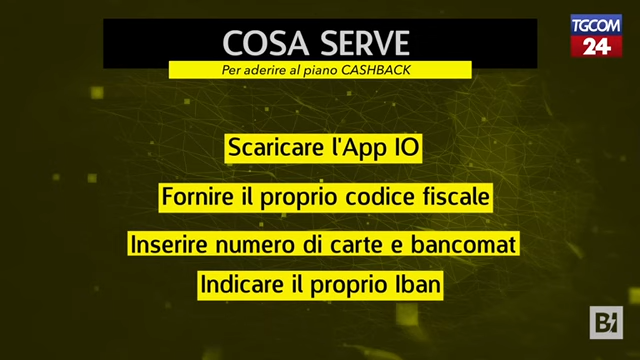 COSA SERVE
TGCOM
24
Per aderire al piano CASHBACK
Scaricare l'App IO
Fornire il proprio codice fiscale
Inserire numero di carte e bancomat
Indicare il proprio Iban
B1